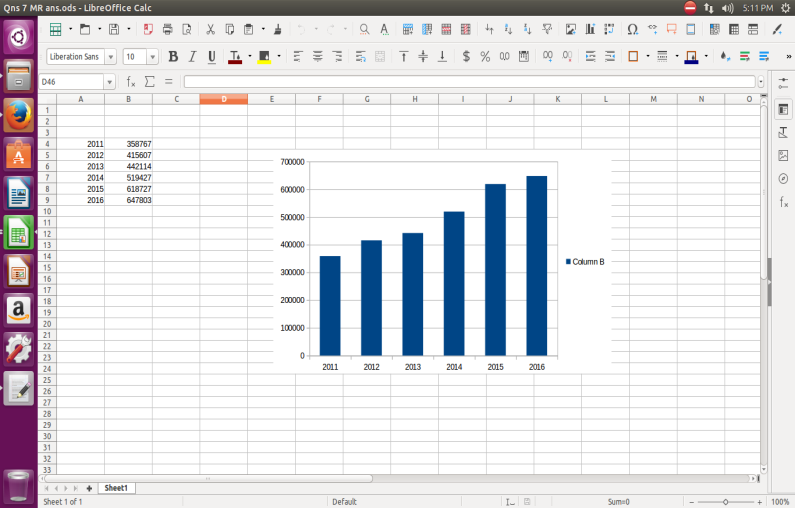 Qns 7 MR ans.ods - LibreOffice Calc
5:11 PM
Liberation Sans
10
B I U
$ % 0.0
D46
fx Σ =
A B C D E F G H I J K L M N O
1
2
3
4 2011 358767
5 2012 415607
6 2013 442114
7 2014 519427
8 2015 618727
9 2016 647803
10
11
12
13
14
15
16
17
18
19
20
21
22
23
24
25
26
27
28
29
30
31
32
33
700000
600000
500000
400000
300000
200000
100000
0
2011 2012 2013 2014 2015 2016
Column B
Sheet1
Sheet 1 of 1
Default
Sum=0
100%